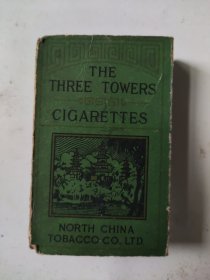 THE
THREE TOWERS
CIGARETTES
NORTH CHINA
TOBACCO CO. LTD.